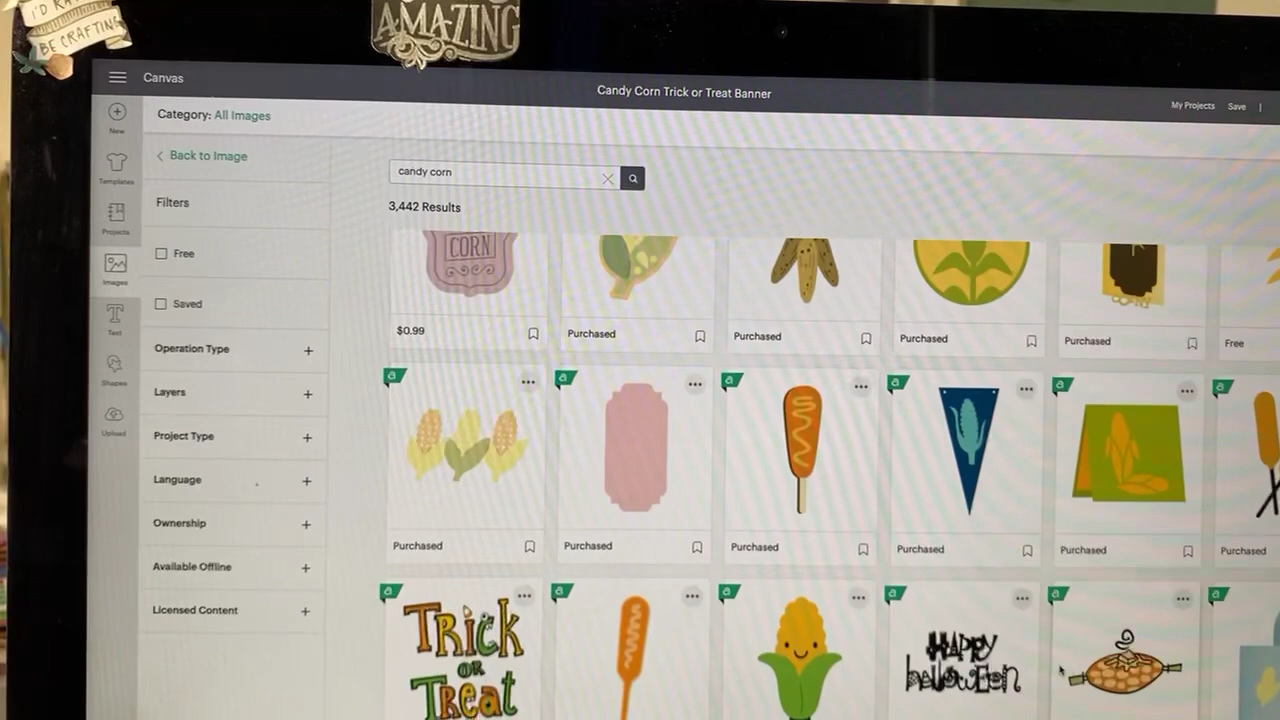 I'D RA
BE CRAFTING
AMAZING
Canvas
Candy Corn Trick or Treat Banner
My Projects Save
New
Templates
Projects
Images
Text
Shapes
Upload
Category: All Images
Back to Image
Filters
Free
Saved
Operation Type +
Layers +
Project Type +
Language +
Ownership +
Available Offline +
Licensed Content +
candy corn
3,442 Results
CORN
$0.99
Purchased
Purchased
Purchased
Purchased
Free
a
a
a
a
a
a
Purchased
Purchased
Purchased
Purchased
Purchased
Purchased
a
a
a
a
a
a
TRicK
OR
TReaT
HAPPY
halloween